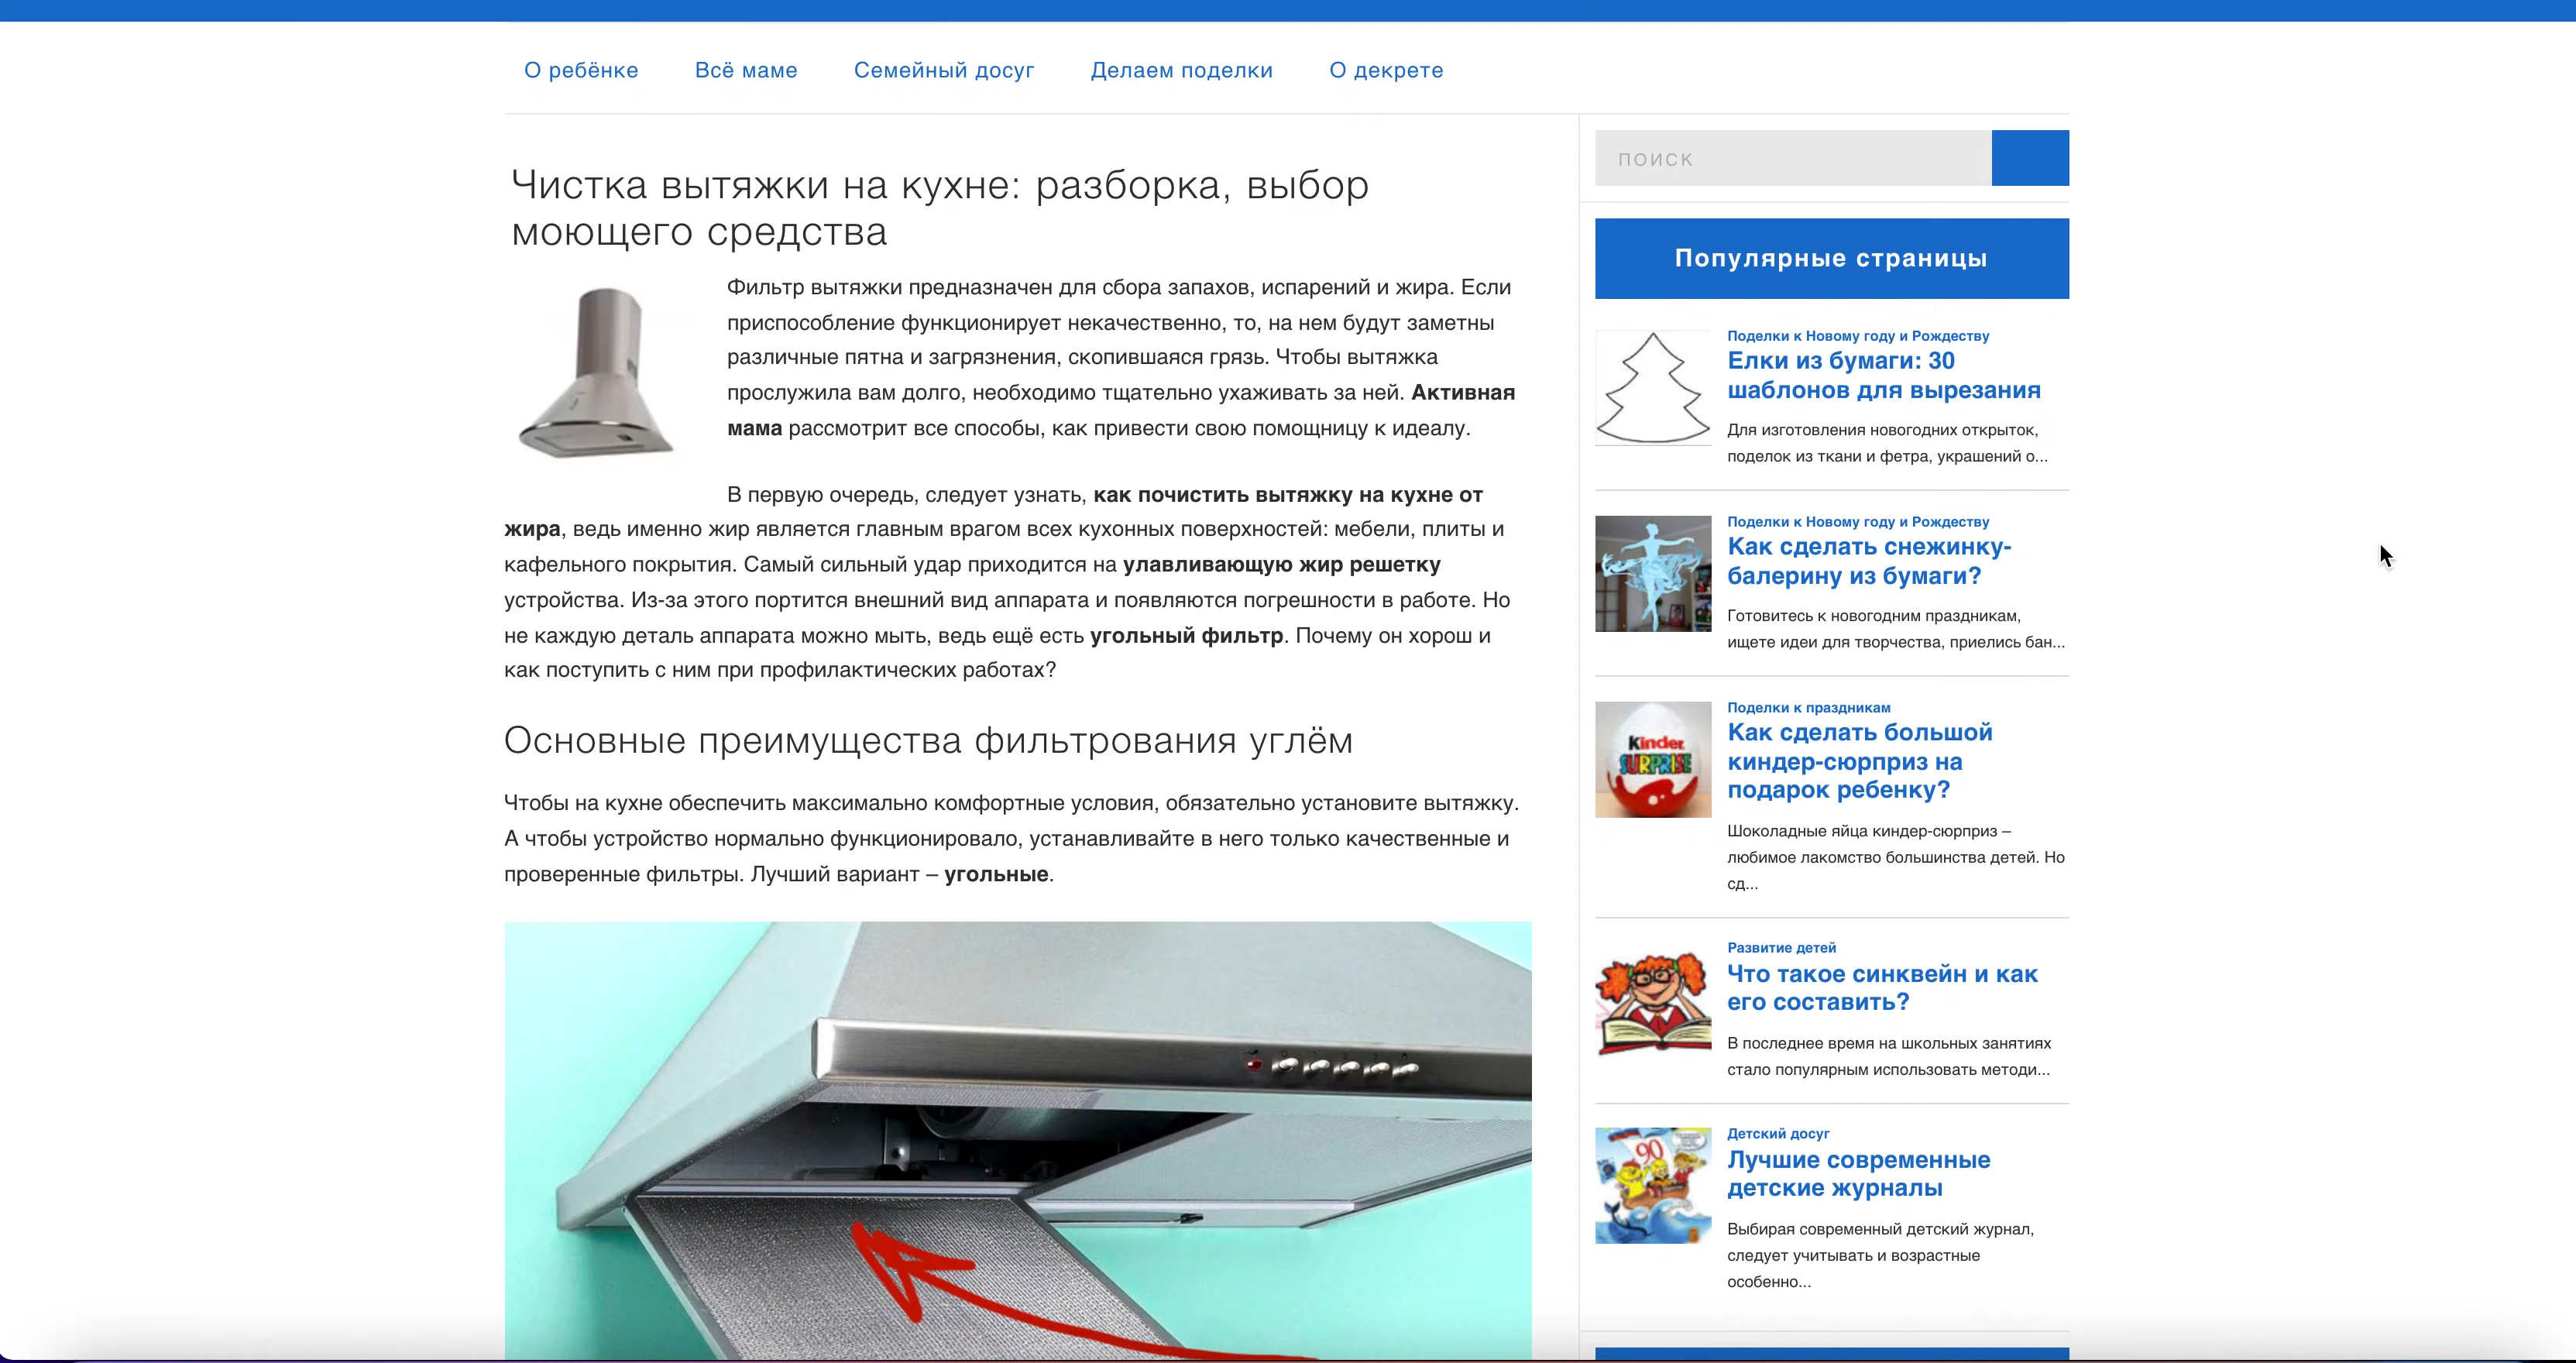 О ребёнке Всё маме Семейный досуг Делаем поделки О декрете
Чистка вытяжки на кухне: разборка, выбор
моющего средства
Фильтр вытяжки предназначен для сбора запахов, испарений и жира. Если
приспособление функционирует некачественно, то, на нем будут заметны
различные пятна и загрязнения, скопившаяся грязь. Чтобы вытяжка
прослужила вам долго, необходимо тщательно ухаживать за ней. Активная
мама рассмотрит все способы, как привести свою помощницу к идеалу.
В первую очередь, следует узнать, как почистить вытяжку на кухне от
жира, ведь именно жир является главным врагом всех кухонных поверхностей: мебели, плиты и
кафельного покрытия. Самый сильный удар приходится на улавливающую жир решетку
устройства. Из-за этого портится внешний вид аппарата и появляются погрешности в работе. Но
не каждую деталь аппарата можно мыть, ведь ещё есть угольный фильтр. Почему он хорош и
как поступить с ним при профилактических работах?
Основные преимущества фильтрования углём
Чтобы на кухне обеспечить максимально комфортные условия, обязательно установите вытяжку.
А чтобы устройство нормально функционировало, устанавливайте в него только качественные и
проверенные фильтры. Лучший вариант – угольные.
ПОИСК
Популярные страницы
Поделки к Новому году и Рождеству
Елки из бумаги: 30
шаблонов для вырезания
Для изготовления новогодних открыток,
поделок из ткани и фетра, украшений о...
Поделки к Новому году и Рождеству
Как сделать снежинку-
балерину из бумаги?
Готовитесь к новогодним праздникам,
ищете идеи для творчества, приелись бан...
Kinder
SURPRISE
Поделки к праздникам
Как сделать большой
киндер-сюрприз на
подарок ребенку?
Шоколадные яйца киндер-сюрприз –
любимое лакомство большинства детей. Но
сд...
Развитие детей
Что такое синквейн и как
его составить?
В последнее время на школьных занятиях
стало популярным использовать методи...
90
Детский досуг
Лучшие современные
детские журналы
Выбирая современный детский журнал,
следует учитывать и возрастные
особенно...